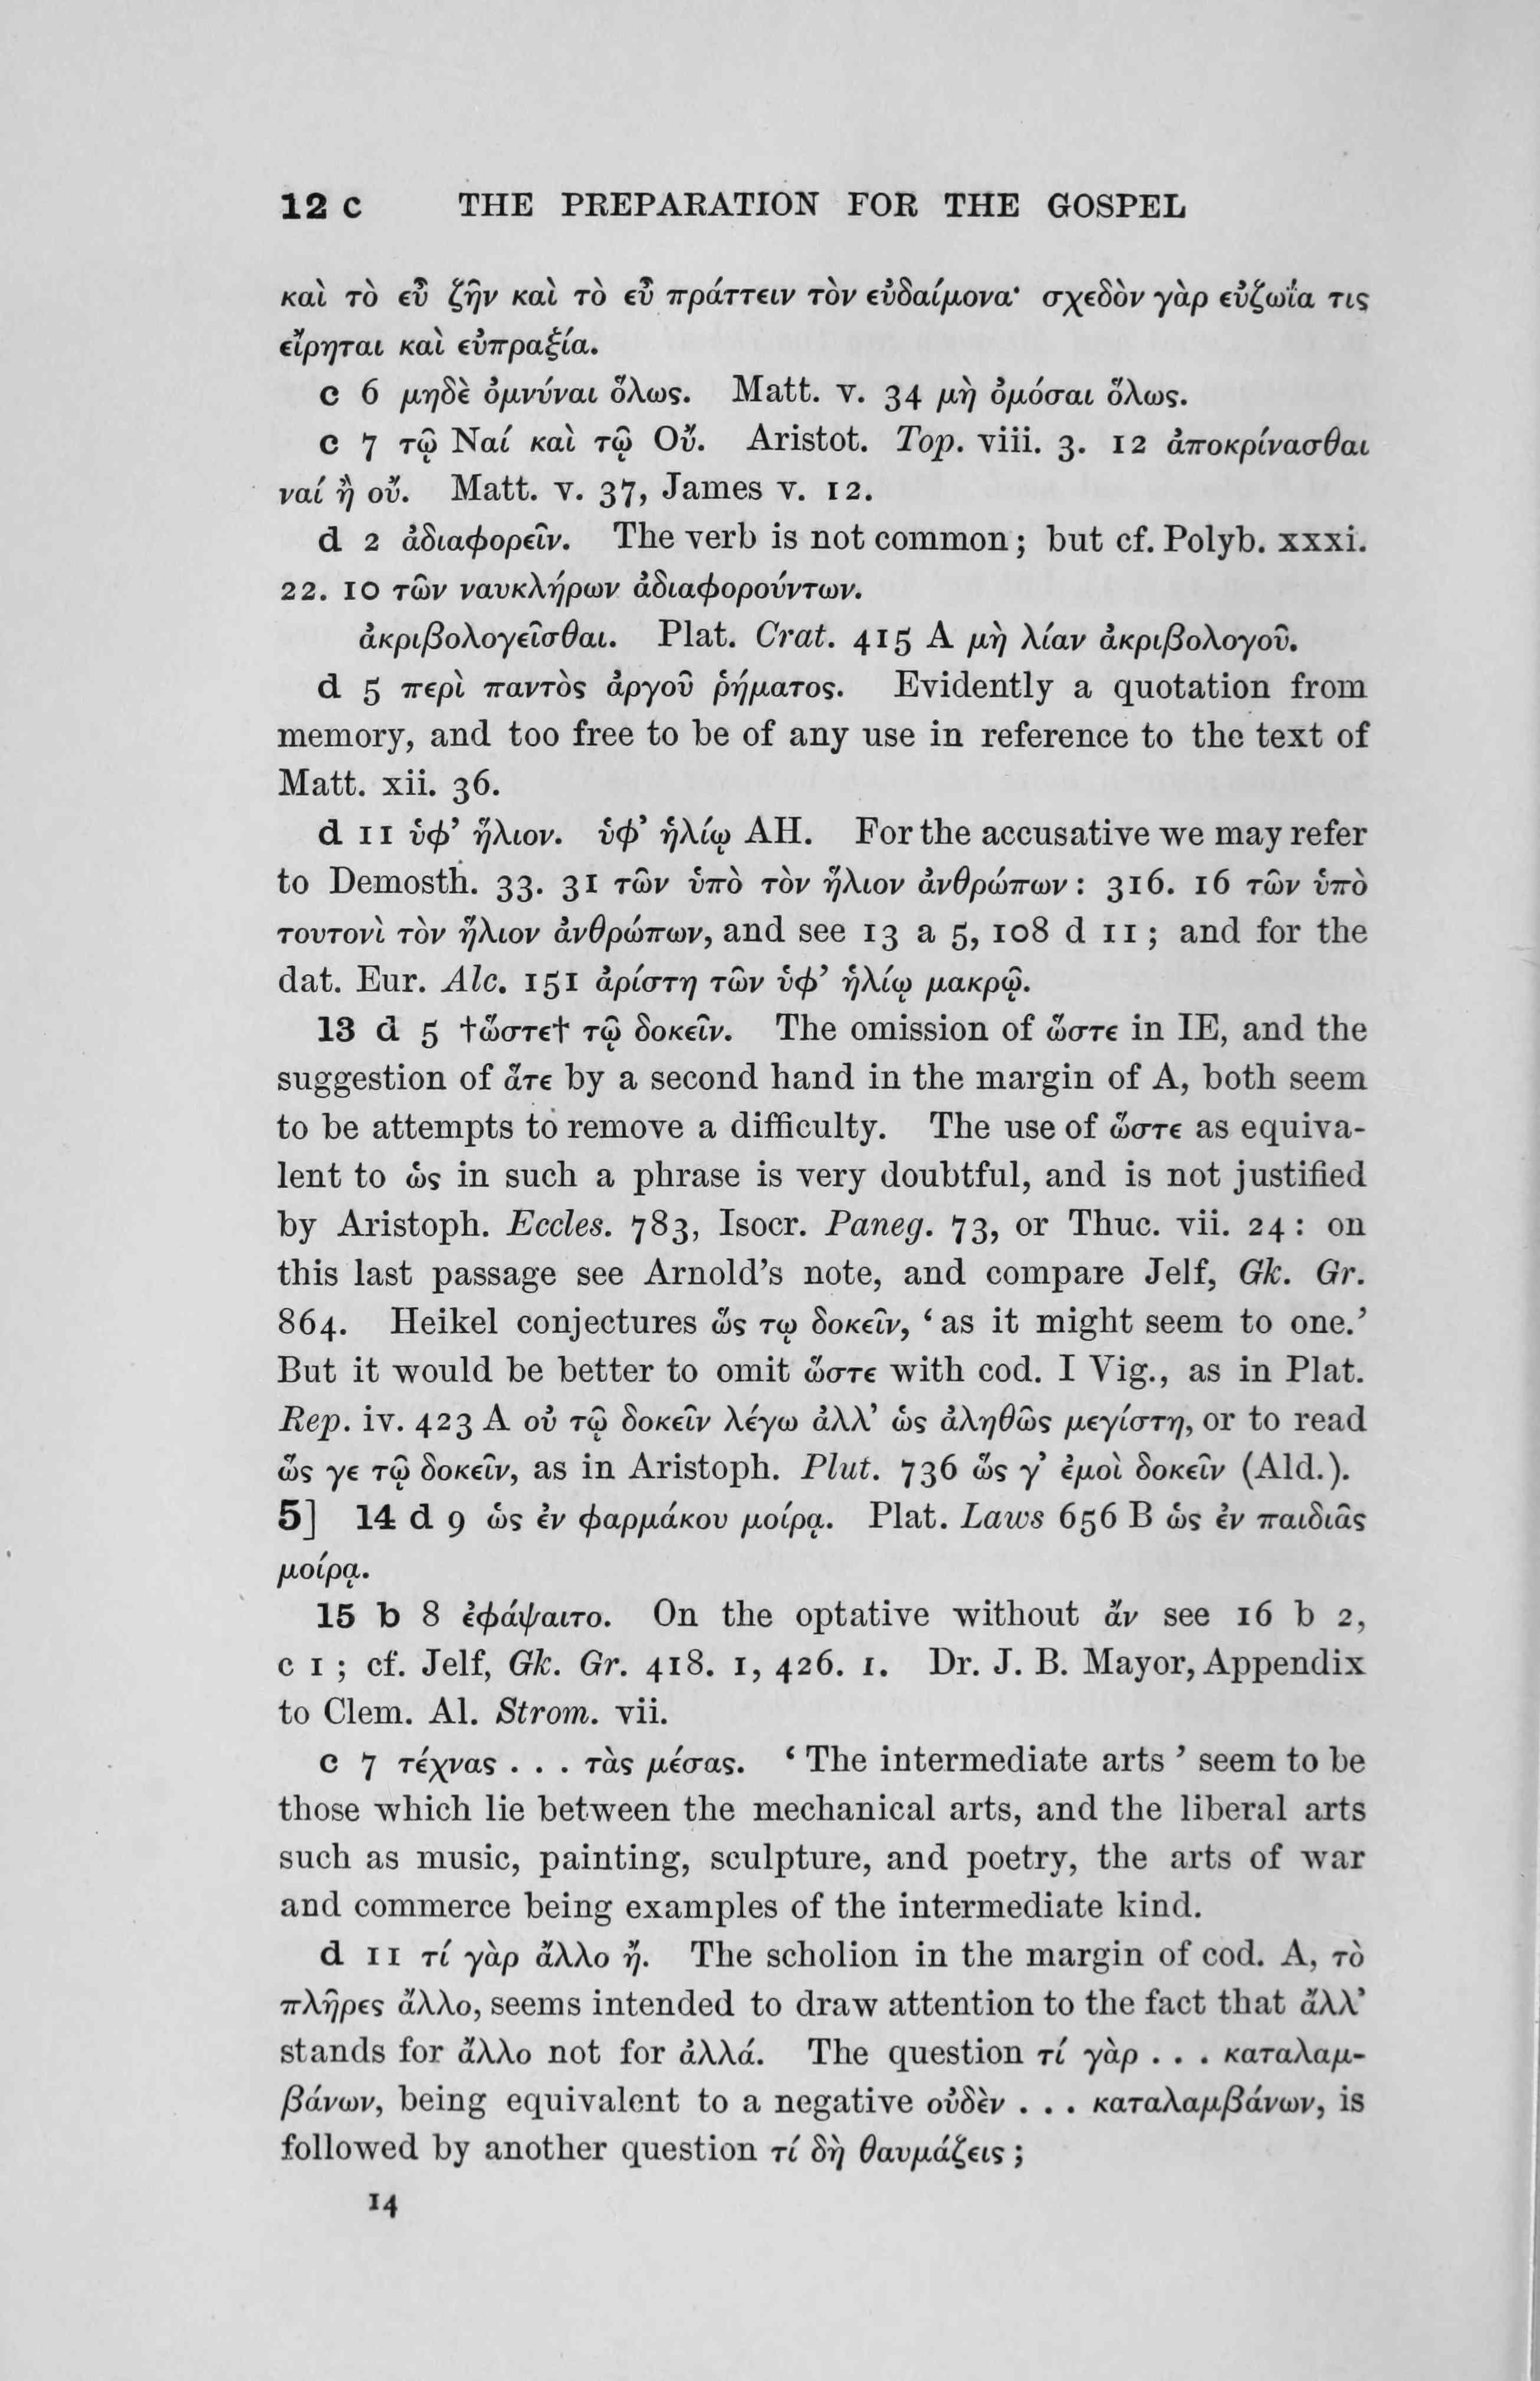 12 c THE PREPARATION FOR THE GOSPEL
καὶ τὸ εὖ ζῆν καὶ τὸ εὖ πράττειν τὸν εὐδαίμονα· σχεδὸν γὰρ εὐζωΐα τις
εἴρηται καὶ εὐπραξία.
c 6 μηδὲ ὀμνύναι ὅλως. Matt. v. 34 μὴ ὀμόσαι ὅλως.
c 7 τῷ Ναί καὶ τῷ Οὔ. Aristot. Top. viii. 3. 12 ἀποκρίνασθαι
ναί ἢ οὔ. Matt. v. 37, James v. 12.
d 2 ἀδιαφορεῖν. The verb is not common; but cf. Polyb. xxxi.
22. 10 τῶν ναυκλήρων ἀδιαφορούντων.
ἀκριβολογεῖσθαι. Plat. Crat. 415 A μὴ λίαν ἀκριβολογοῦ.
d 5 περὶ παντὸς ἀργοῦ ῥήματος. Evidently a quotation from
memory, and too free to be of any use in reference to the text of
Matt. xii. 36.
d 11 ὑφ’ ἥλιον. ὑφ’ ἡλίῳ AH. For the accusative we may refer
to Demosth. 33. 31 τῶν ὑπὸ τὸν ἥλιον ἀνθρώπων: 316. 16 τῶν ὑπὸ
τουτονὶ τὸν ἥλιον ἀνθρώπων, and see 13 a 5, 108 d 11; and for the
dat. Eur. Alc. 151 ἀρίστη τῶν ὑφ’ ἡλίῳ μακρῷ.
13 d 5 †ὥστε† τῷ δοκεῖν. The omission of ὥστε in IE, and the
suggestion of ἅτε by a second hand in the margin of A, both seem
to be attempts to remove a difficulty. The use of ὥστε as equiva-
lent to ὡς in such a phrase is very doubtful, and is not justified
by Aristoph. Eccles. 783, Isocr. Paneg. 73, or Thuc. vii. 24: on
this last passage see Arnold’s note, and compare Jelf, Gk. Gr.
864. Heikel conjectures ὥς τῳ δοκεῖν, ‘as it might seem to one.’
But it would be better to omit ὥστε with cod. I Vig., as in Plat.
Rep. iv. 423 A οὐ τῷ δοκεῖν λέγω ἀλλ’ ὡς ἀληθῶς μεγίστη, or to read
ὥς γε τῷ δοκεῖν, as in Aristoph. Plut. 736 ὥς γ’ ἐμοὶ δοκεῖν (Ald.).
5] 14 d 9 ὡς ἐν φαρμάκου μοίρᾳ. Plat. Laws 656 B ὡς ἐν παιδιᾶς
μοίρᾳ.
15 b 8 ἐφάψαιτο. On the optative without ἄν see 16 b 2,
c 1; cf. Jelf, Gk. Gr. 418. 1, 426. 1. Dr. J. B. Mayor, Appendix
to Clem. Al. Strom. vii.
c 7 τέχνας . . . τὰς μέσας. ‘The intermediate arts’ seem to be
those which lie between the mechanical arts, and the liberal arts
such as music, painting, sculpture, and poetry, the arts of war
and commerce being examples of the intermediate kind.
d 11 τί γὰρ ἄλλο ἤ. The scholion in the margin of cod. A, τὸ
πλῆρες ἄλλο, seems intended to draw attention to the fact that ἄλλ’
stands for ἄλλο not for ἀλλά. The question τί γὰρ . . . καταλαμ-
βάνων, being equivalent to a negative οὐδὲν . . . καταλαμβάνων, is
followed by another question τί δὴ θαυμάζεις;
14